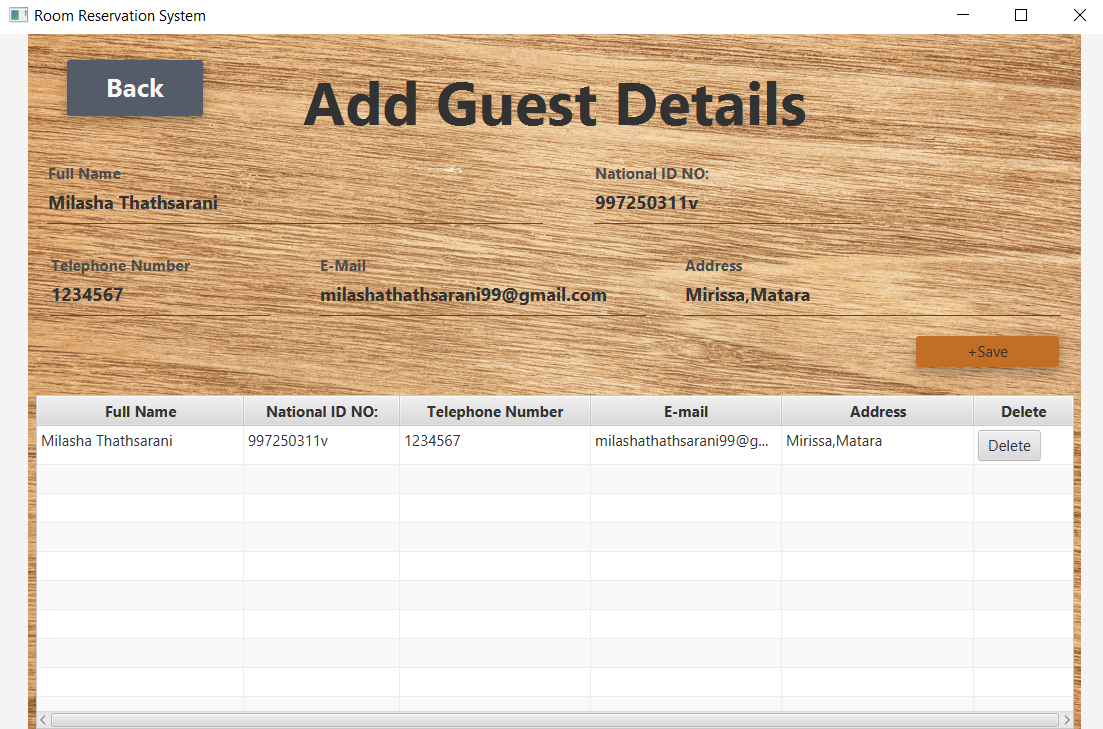 Room Reservation System
Back
Add Guest Details
Full Name
National ID NO:
Milasha Thathsarani
997250311v
Telephone Number
E-Mail
Address
1234567
milashathathsarani99@gmail.com
Mirissa,Matara
+Save
Full Name National ID NO: Telephone Number E-mail Address Delete
Milasha Thathsarani 997250311v 1234567 milashathathsarani99@g... Mirissa,Matara Delete